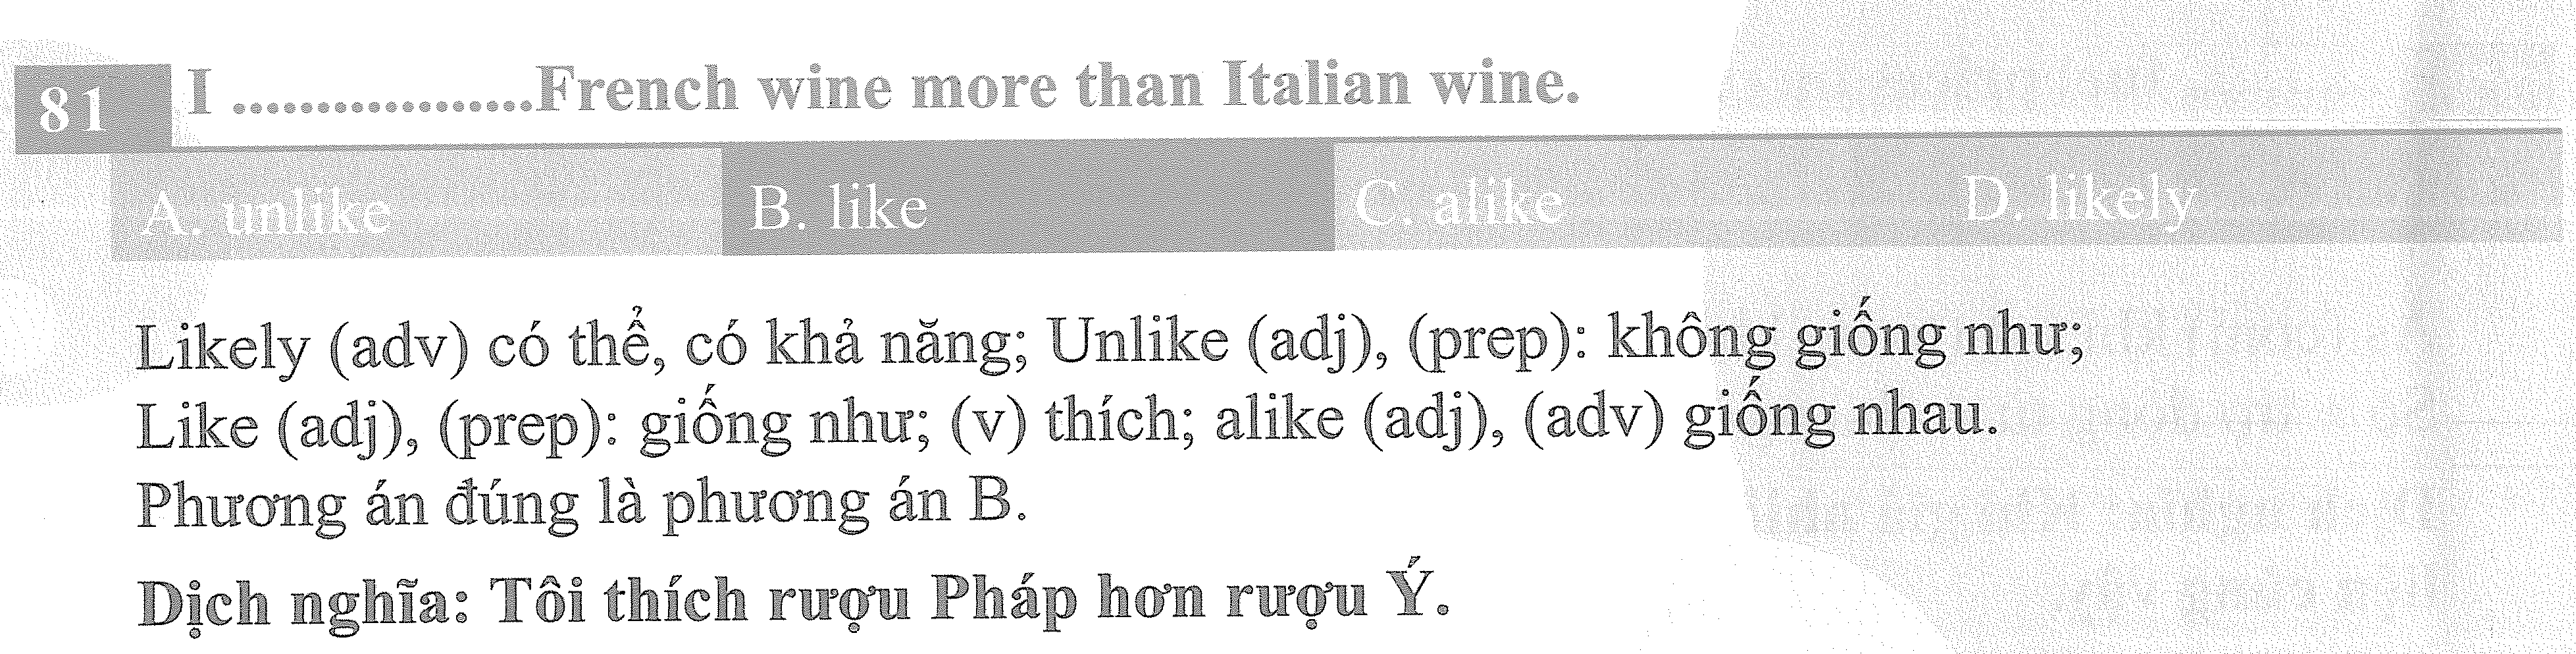 81 I .................French wine more than Italian wine.
A. unlike B. like C. alike D. likely
Likely (adv) có thể, có khả năng; Unlike (adj), (prep): không giống như;
Like (adj), (prep): giống như; (v) thích; alike (adj), (adv) giống nhau.
Phương án đúng là phương án B.
Dịch nghĩa: Tôi thích rượu Pháp hơn rượu Ý.